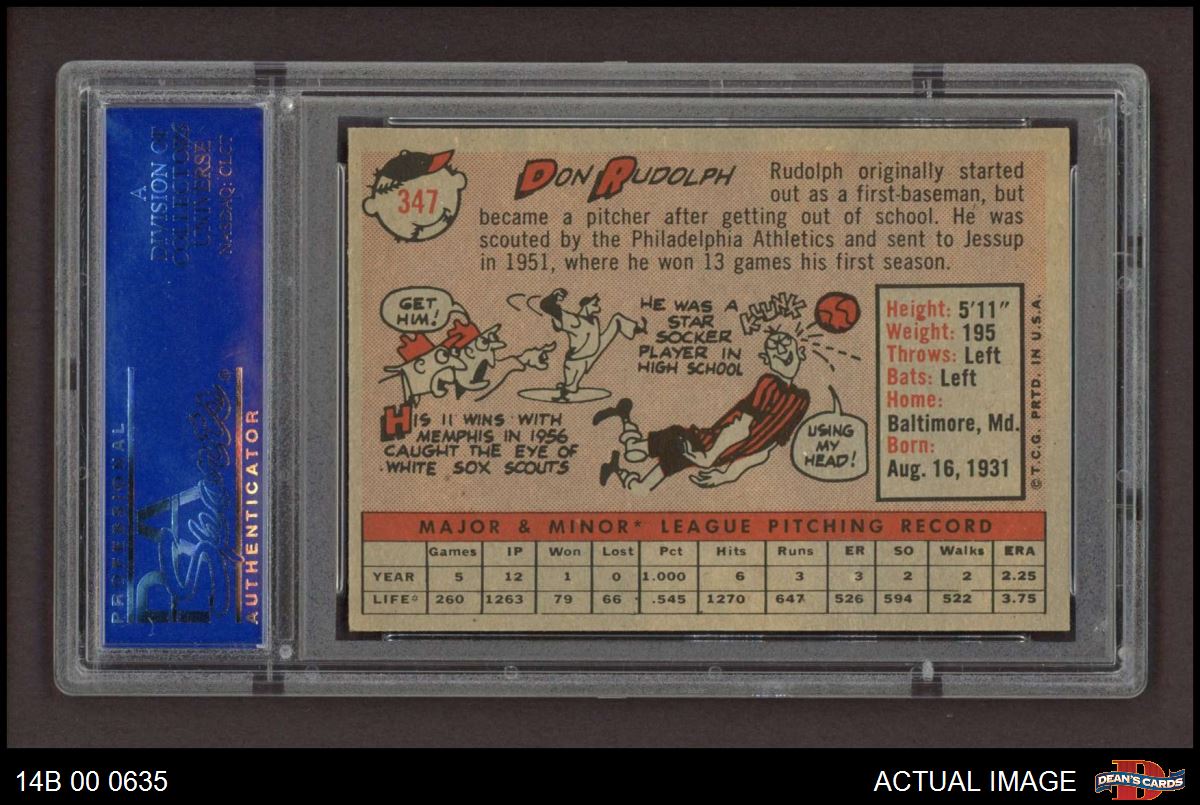 A
DIVISION OF
COLLECTORS
UNIVERSE
NASDAQ: CLCT
PROFESSIONAL
PSA
Sports
AUTHENTICATOR
347
DON RUDOLPH
Rudolph originally started
out as a first-baseman, but
became a pitcher after getting out of school. He was
scouted by the Philadelphia Athletics and sent to Jessup
in 1951, where he won 13 games his first season.
GET
HIM!
HIS 11 WINS WITH
MEMPHIS IN 1956
CAUGHT THE EYE OF
WHITE SOX SCOUTS
HE WAS A
STAR
SOCKER
PLAYER IN
HIGH SCHOOL
KLUNK
USING
MY
HEAD!
Height: 5'11"
Weight: 195
Throws: Left
Bats: Left
Home:
Baltimore, Md.
Born:
Aug. 16, 1931
© T.C.G. PRTD. IN U.S.A.
MAJOR & MINOR* LEAGUE PITCHING RECORD
Games IP Won Lost Pct Hits Runs ER SO Walks ERA
YEAR 5 12 1 0 1.000 6 3 3 2 2 2.25
LIFE* 260 1263 79 66 .545 1270 647 526 594 522 3.75
14B 00 0635
ACTUAL IMAGE
D
DEAN'S CARDS